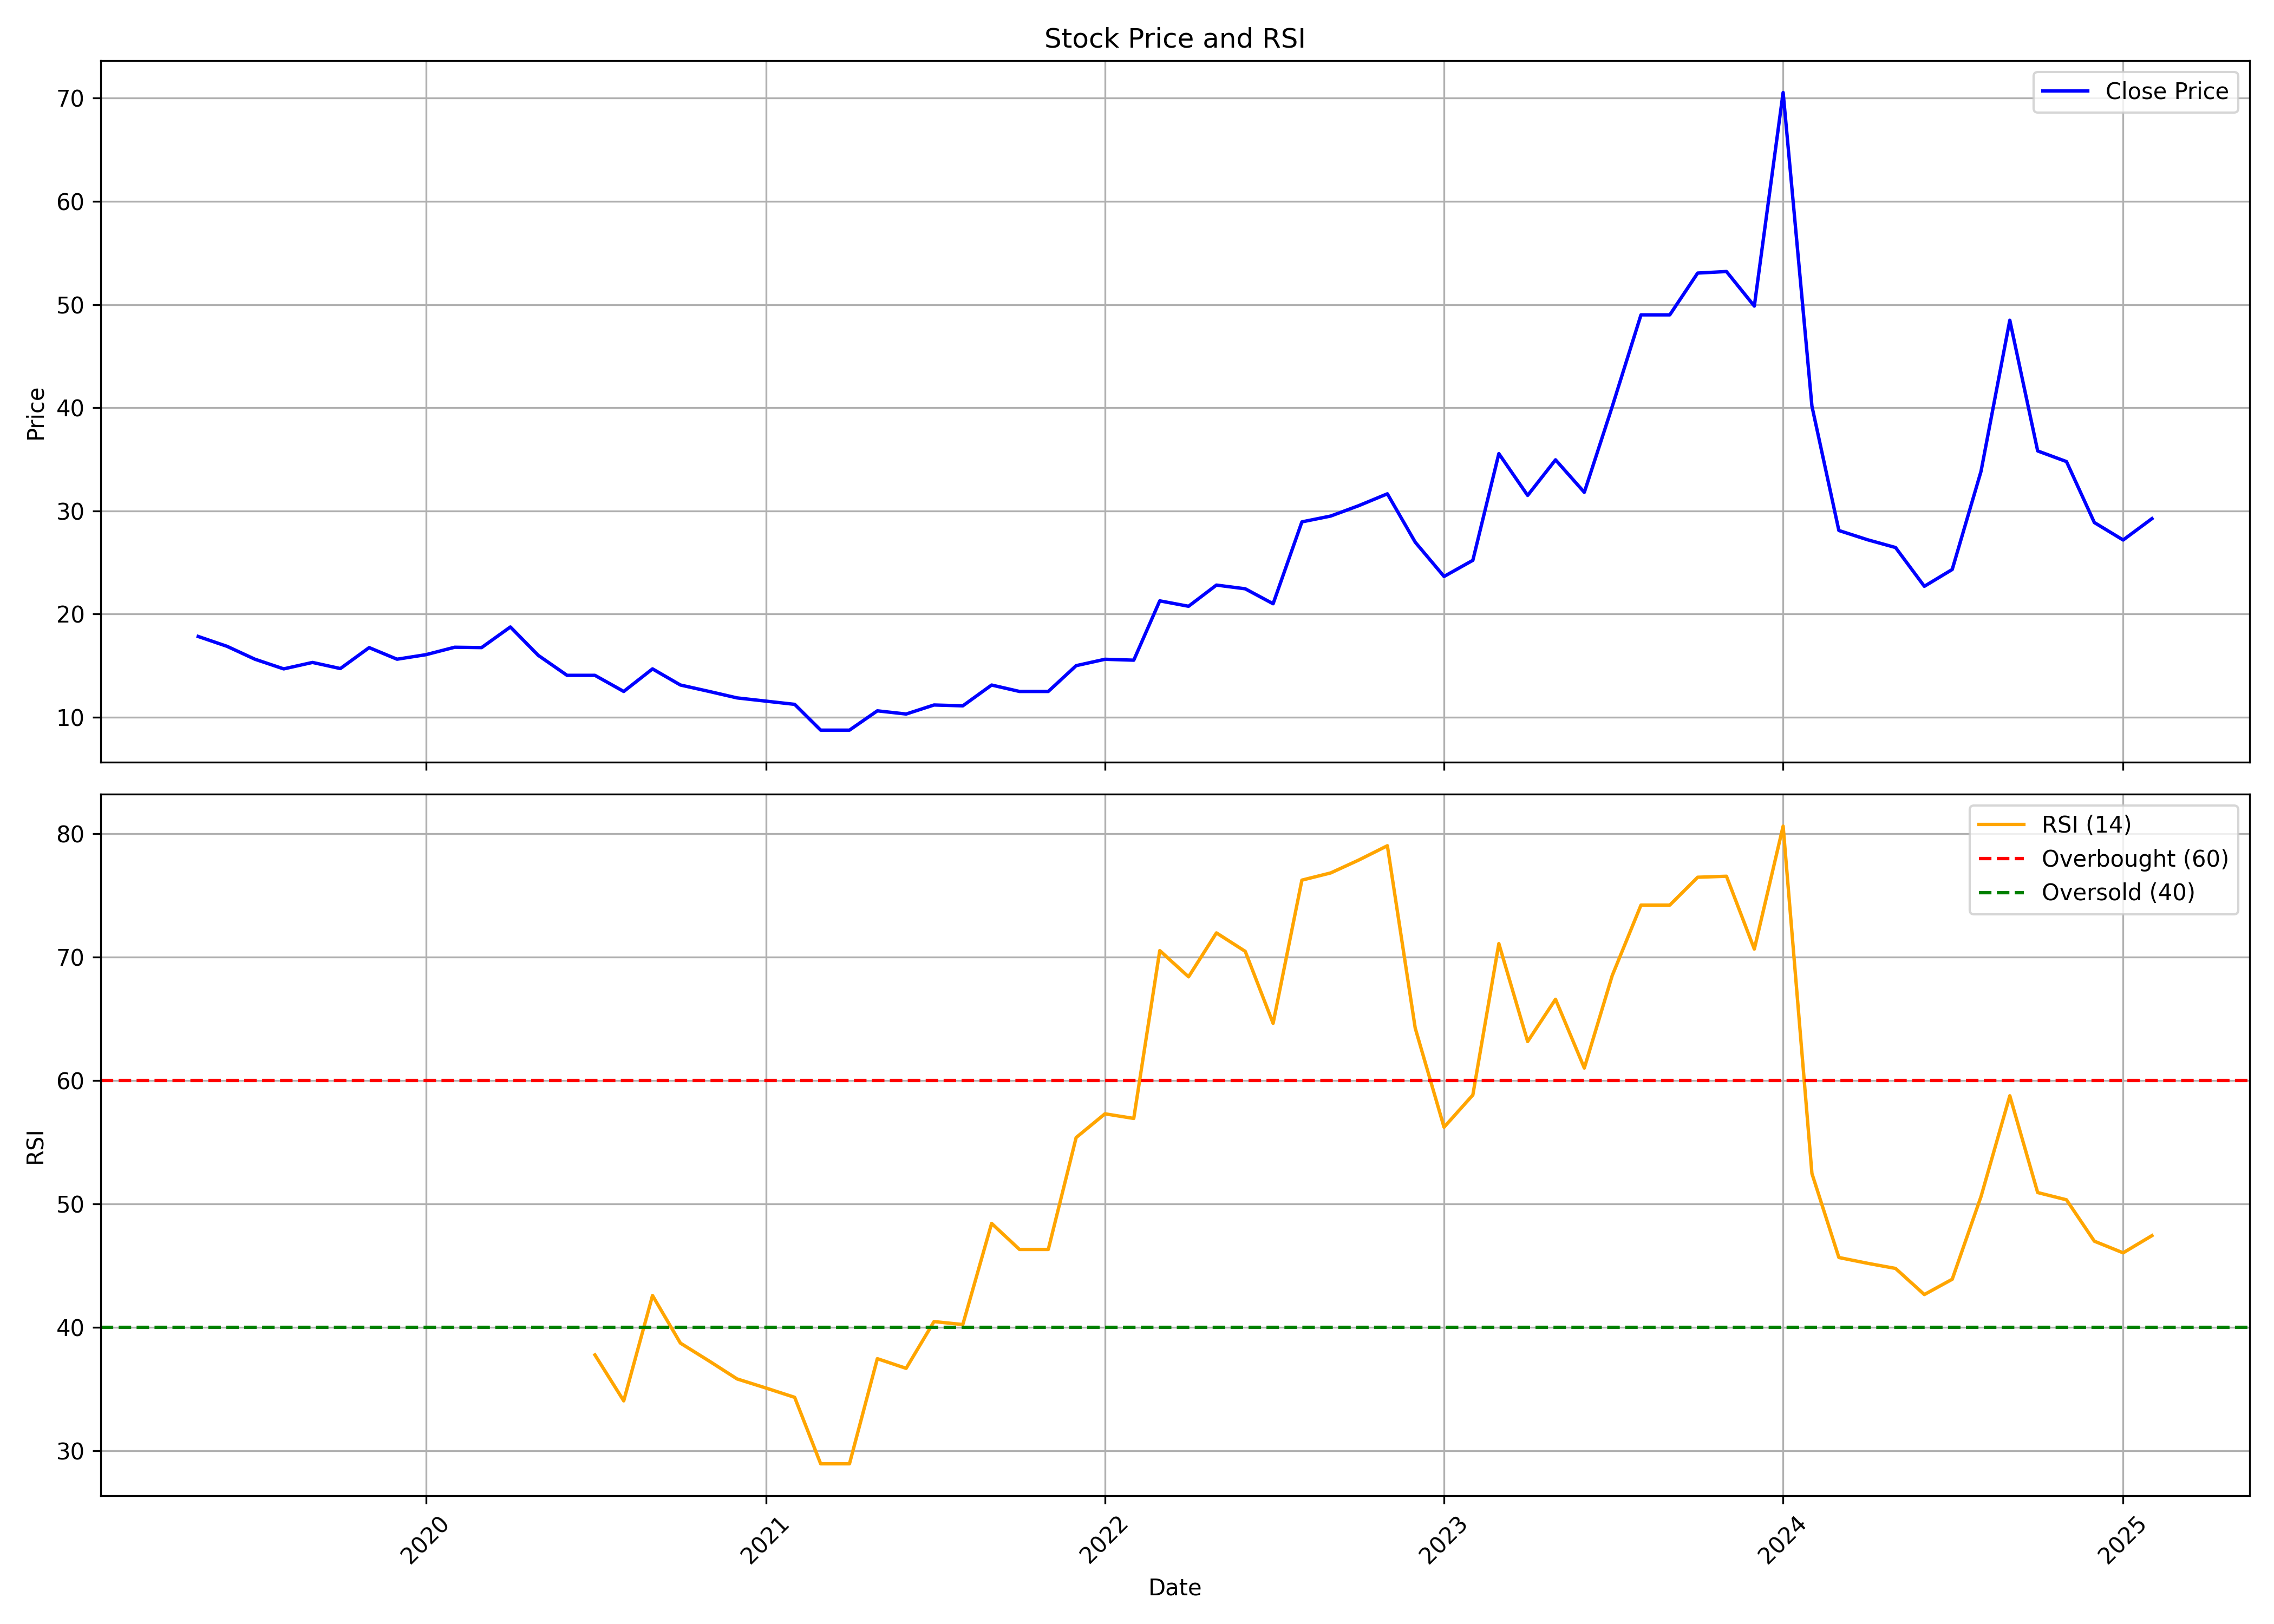 Stock Price and RSI
Close Price
Price
70
60
50
40
30
20
10
RSI (14)
Overbought (60)
Oversold (40)
RSI
80
70
60
50
40
30
2020
2021
2022
2023
2024
2025
Date